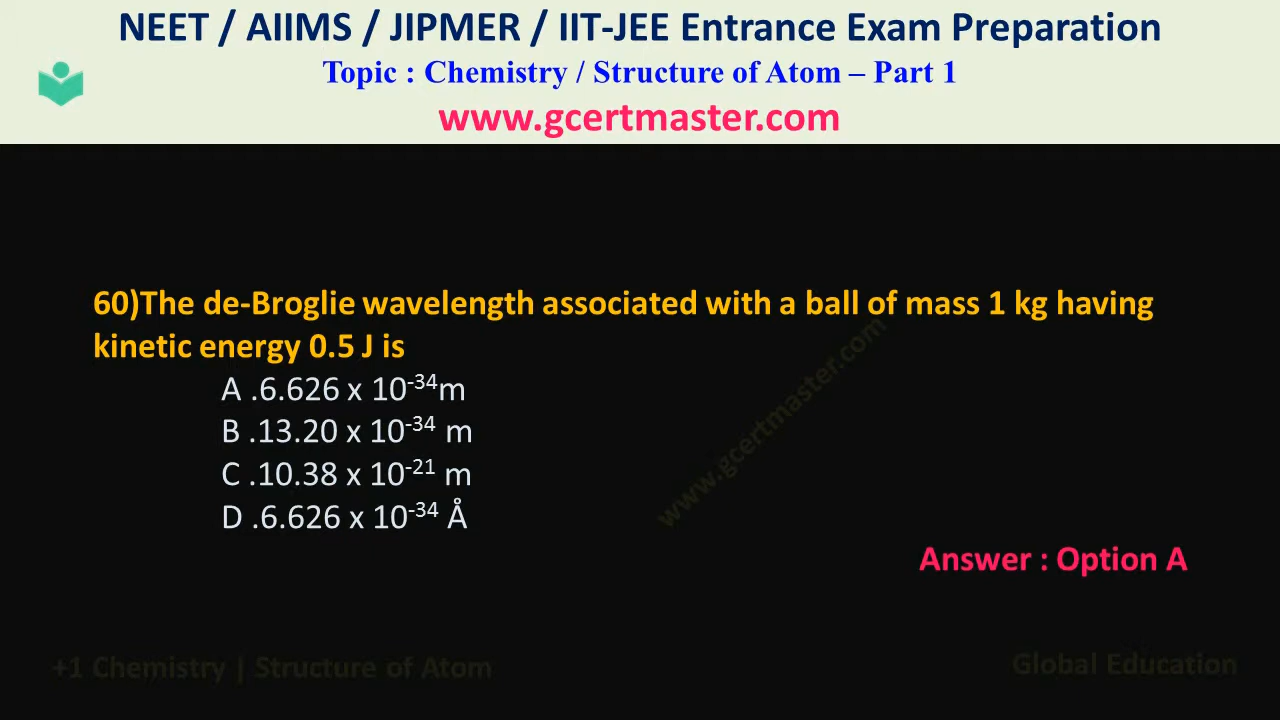 NEET / AIIMS / JIPMER / IIT-JEE Entrance Exam Preparation
Topic : Chemistry / Structure of Atom – Part 1
www.gcertmaster.com
60)The de-Broglie wavelength associated with a ball of mass 1 kg having
kinetic energy 0.5 J is
A .6.626 x 10⁻³⁴m
B .13.20 x 10⁻³⁴ m
C .10.38 x 10⁻²¹ m
D .6.626 x 10⁻³⁴ Å
www.gcertmaster.com
Answer : Option A
+1 Chemistry | Structure of Atom
Global Education